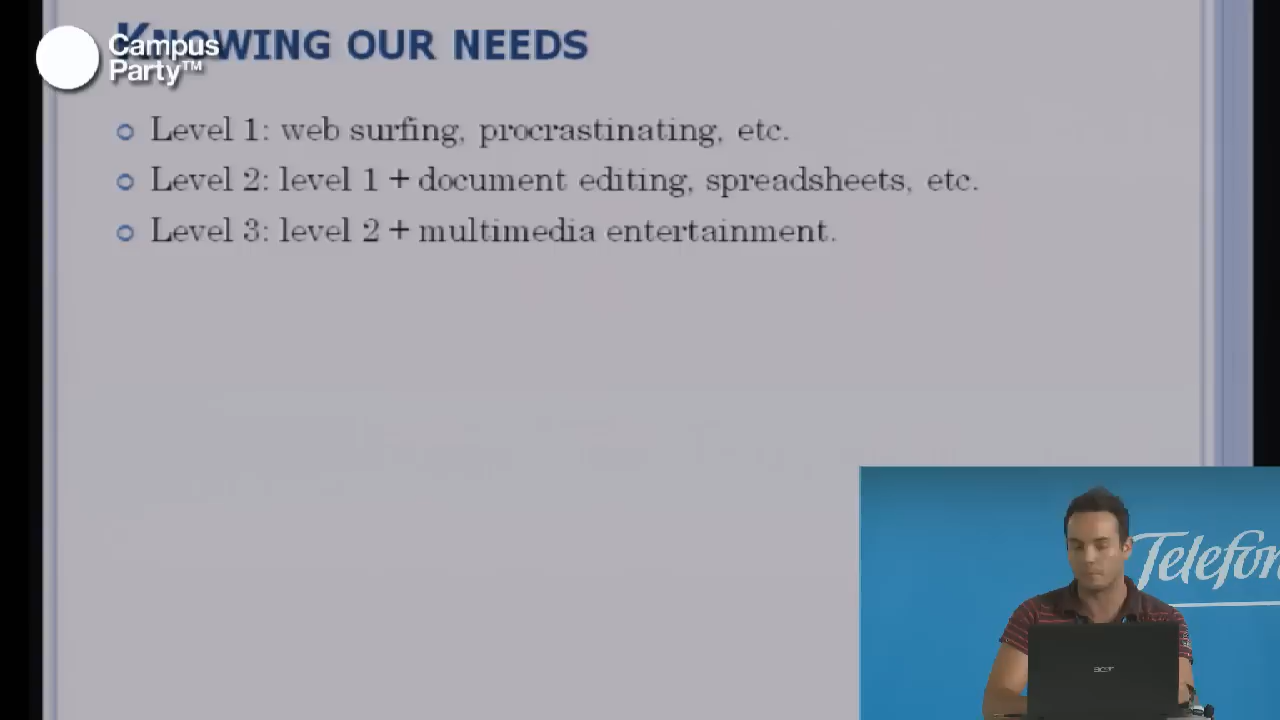 KNOWING OUR NEEDS
Campus
Party™
Level 1: web surfing, procrastinating, etc.
Level 2: level 1 + document editing, spreadsheets, etc.
Level 3: level 2 + multimedia entertainment.
Telefon
acer